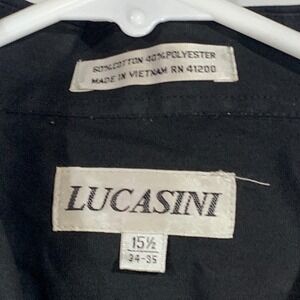 60% COTTON 40% POLYESTER
MADE IN VIETNAM RN 41200
LUCASINI
15½
34-35